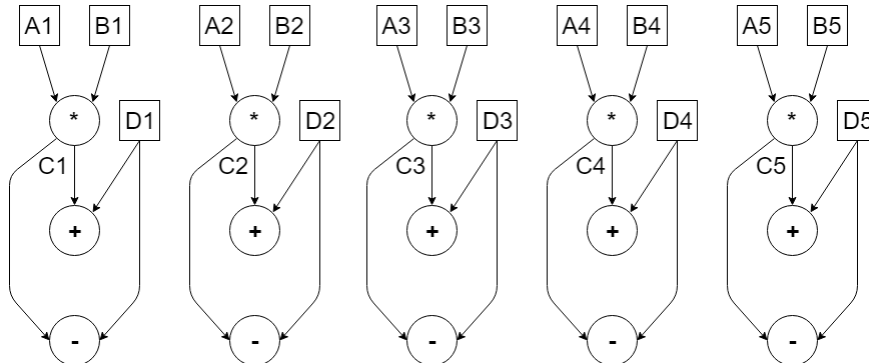 A1 B1 A2 B2 A3 B3 A4 B4 A5 B5
* D1 * D2 * D3 * D4 * D5
C1 C2 C3 C4 C5
+ + + + +
- - - - -